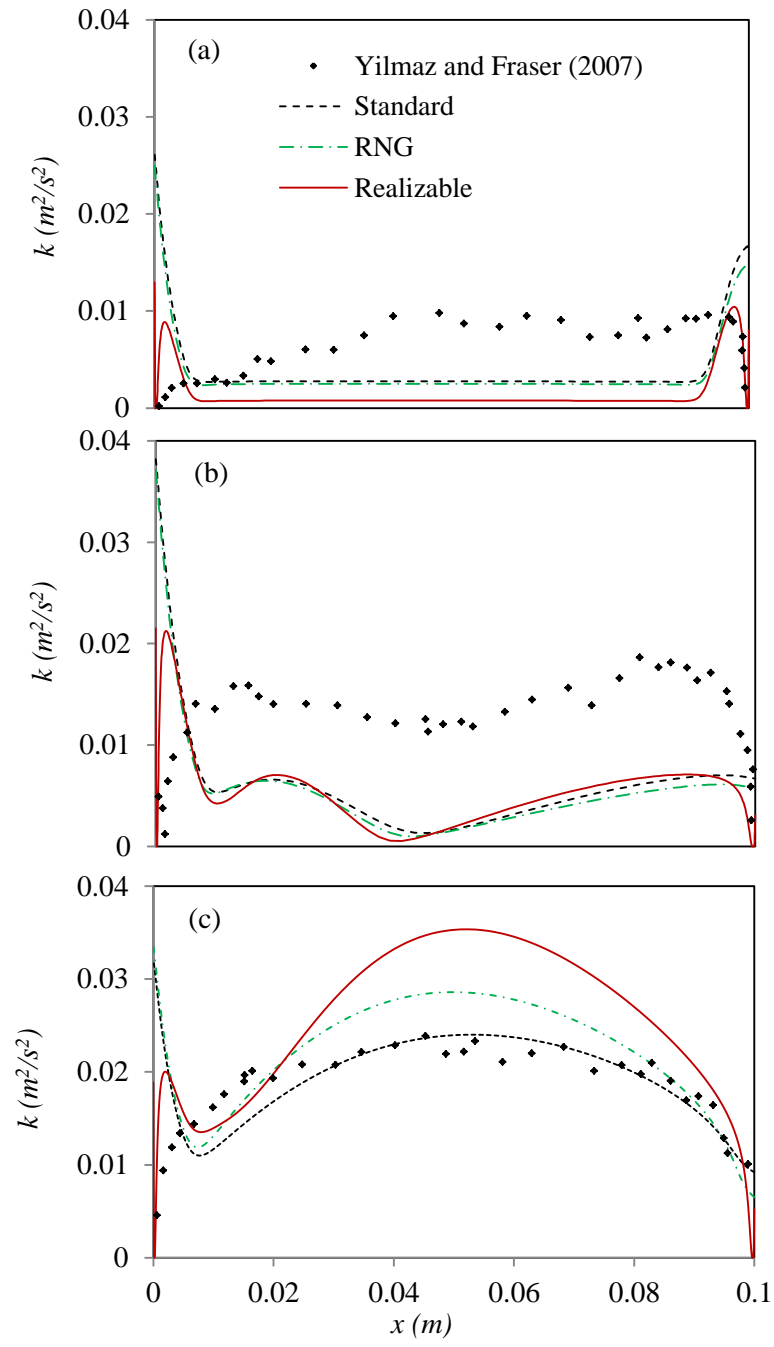 0.04
(a)
Yilmaz and Fraser (2007)
Standard
0.03
RNG
Realizable
k (m²/s²)
0.02
0.01
0
0.04
(b)
0.03
k (m²/s²)
0.02
0.01
0
0.04
(c)
0.03
k (m²/s²)
0.02
0.01
0
0 0.02 0.04 0.06 0.08 0.1
x (m)